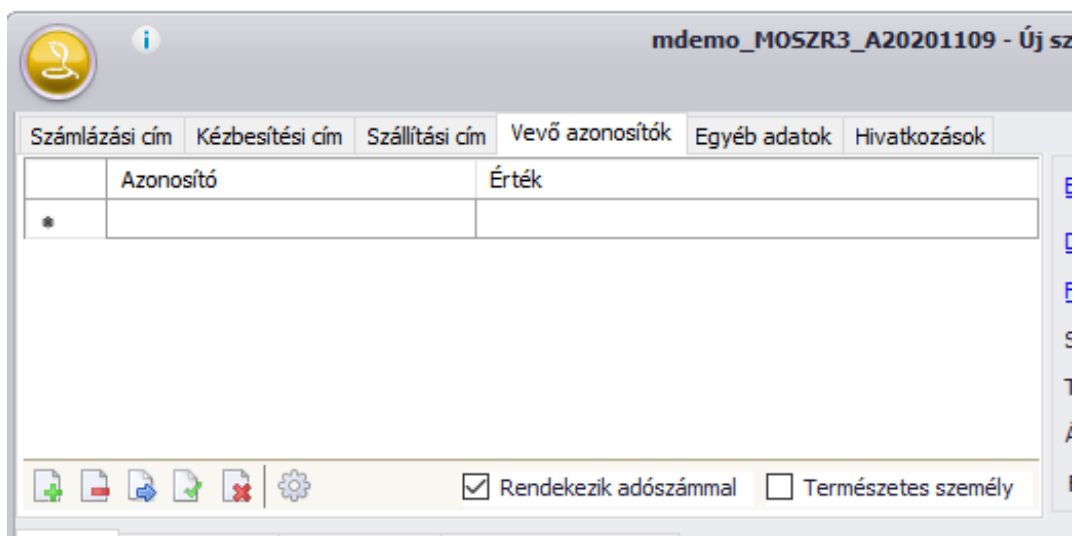 i
mdemo_MOSZR3_A20201109 - Új sz
Számlázási cím Kézbesítési cím Szállítási cím Vevő azonosítók Egyéb adatok Hivatkozások
Azonosító Érték
Rendekezik adószámmal Természetes személy